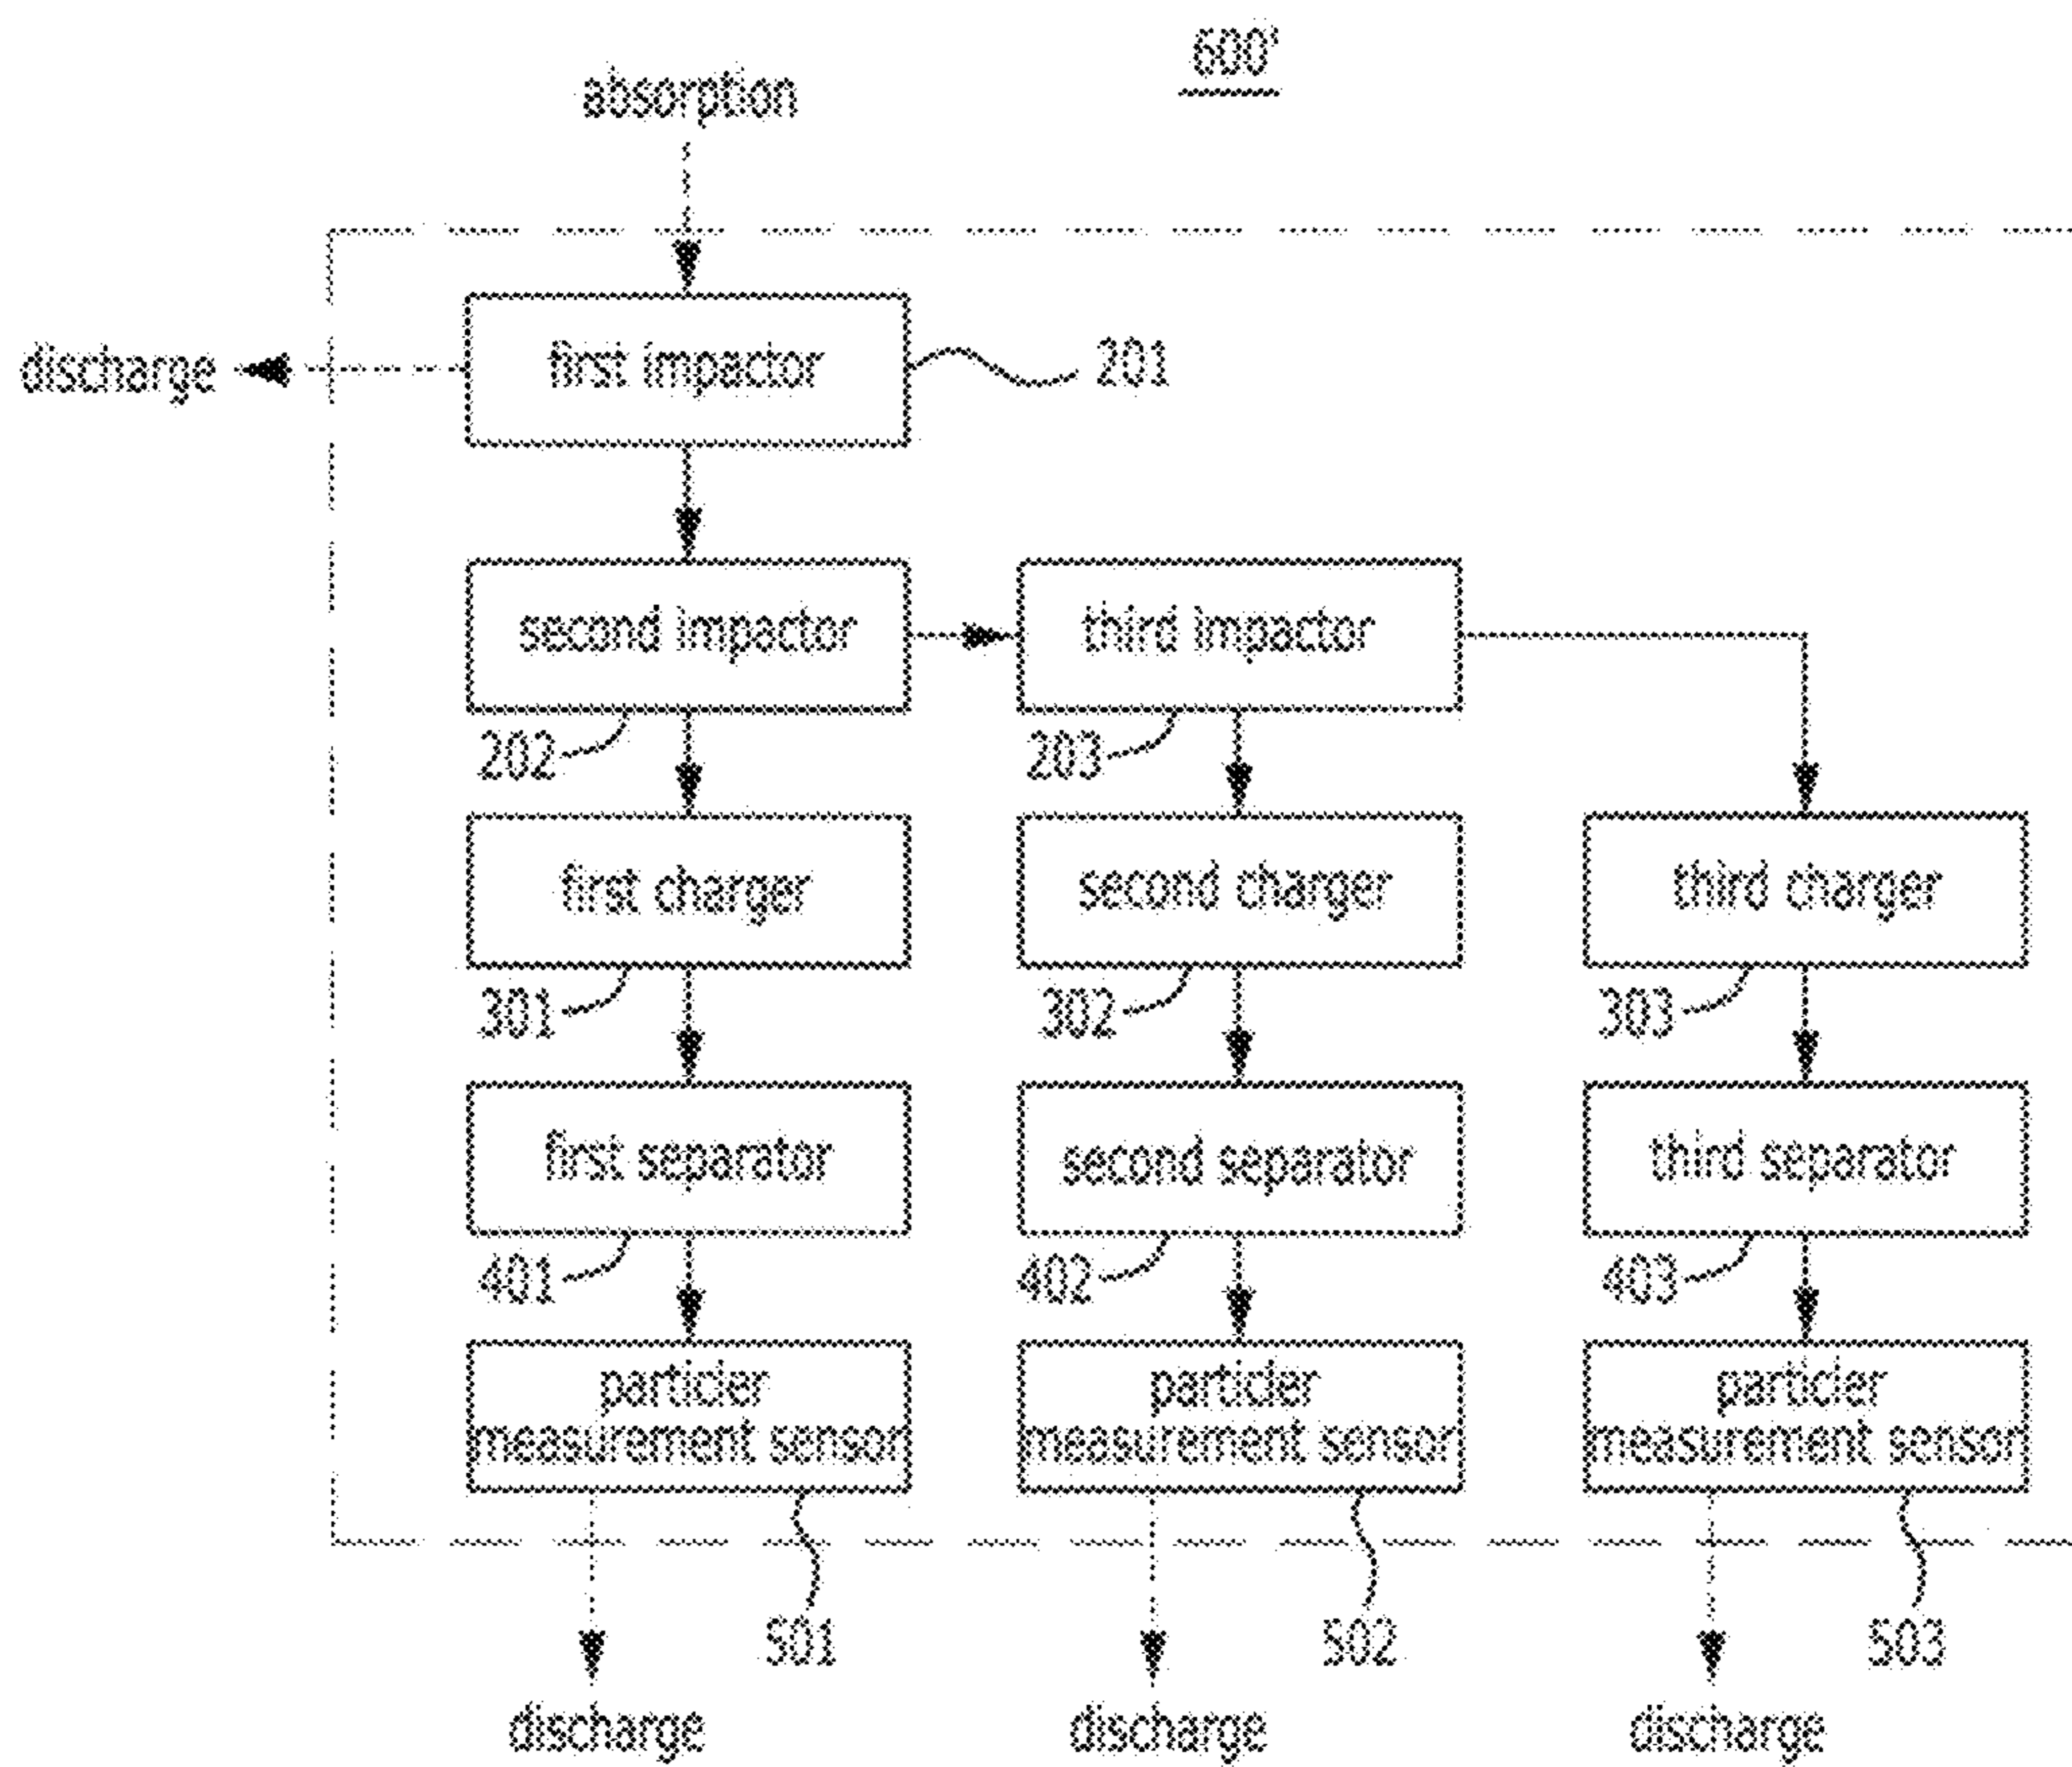 600'
absorption
discharge
first impactor
201
second impactor
third impactor
202
203
first charger
second charger
third charger
301
302
303
first separator
second separator
third separator
401
402
403
particler
measurement sensor
particler
measurement sensor
particler
measurement sensor
501
502
503
discharge
discharge
discharge